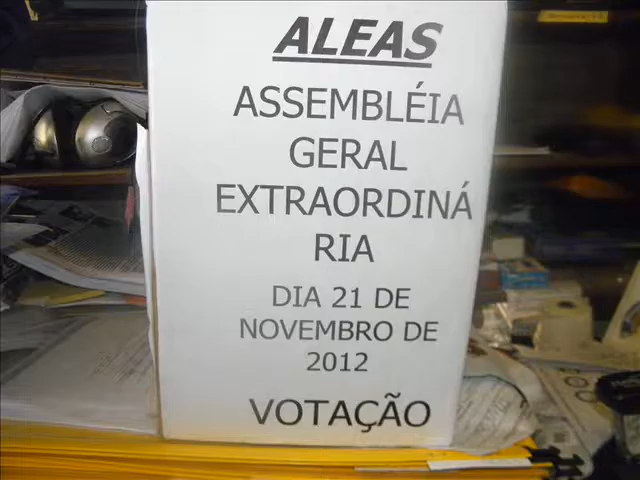 ALEAS
ASSEMBLÉIA
GERAL
EXTRAORDINÁ
RIA
DIA 21 DE
NOVEMBRO DE
2012
VOTAÇÃO